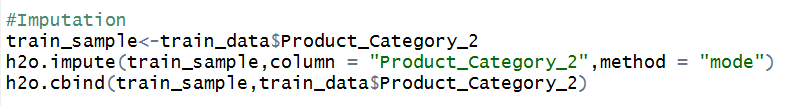 #Imputation
train_sample<-train_data$Product_Category_2
h2o.impute(train_sample,column = "Product_Category_2",method = "mode")
h2o.cbind(train_sample,train_data$Product_Category_2)